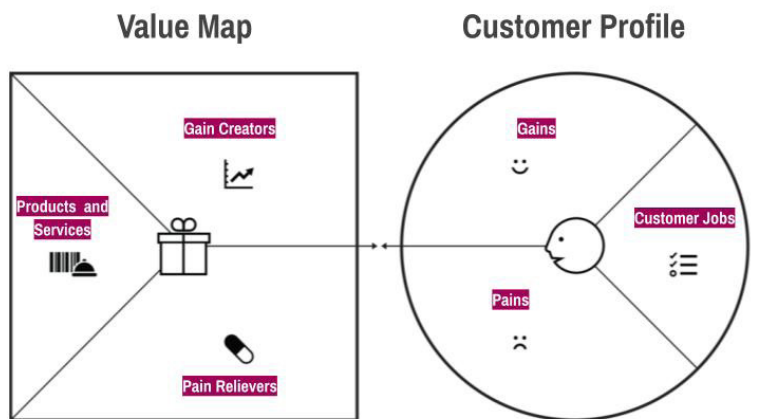 Value Map
Customer Profile
Gain Creators
Products and
Services
Pain Relievers
Gains
Customer Jobs
Pains